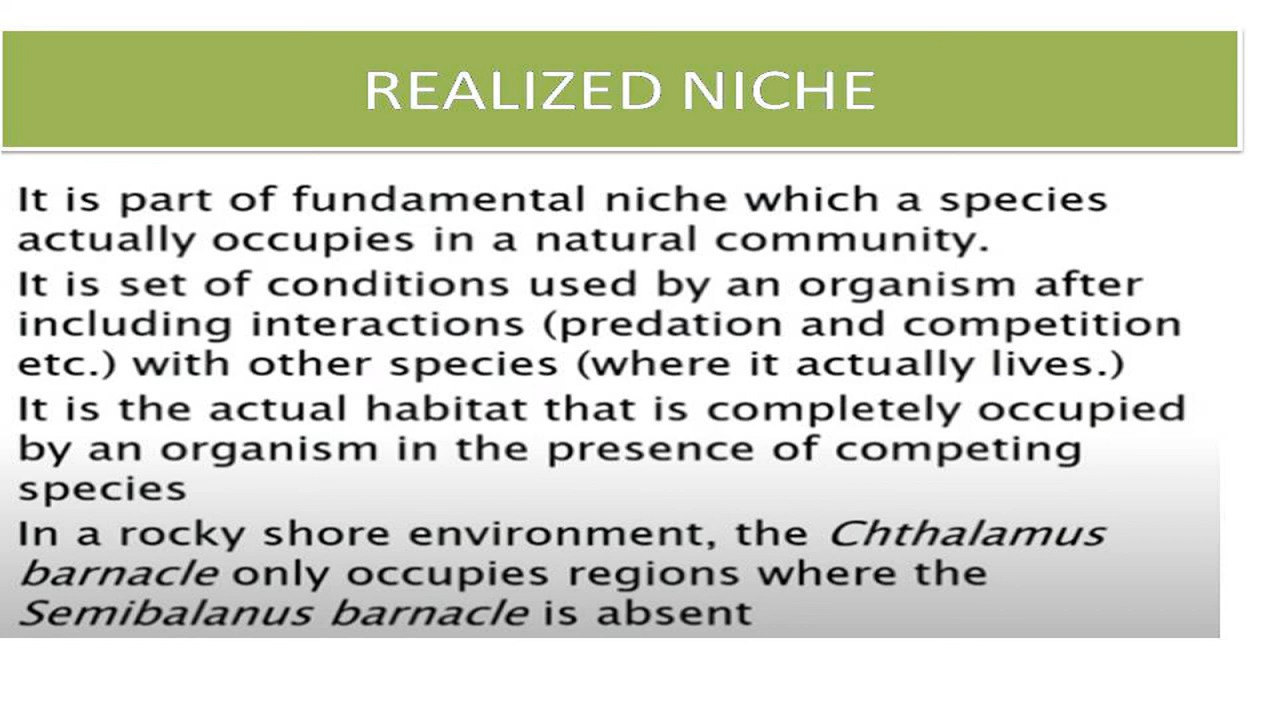 REALIZED NICHE
It is part of fundamental niche which a species
actually occupies in a natural community.
It is set of conditions used by an organism after
including interactions (predation and competition
etc.) with other species (where it actually lives.)
It is the actual habitat that is completely occupied
by an organism in the presence of competing
species
In a rocky shore environment, the Chthalamus
barnacle only occupies regions where the
Semibalanus barnacle is absent